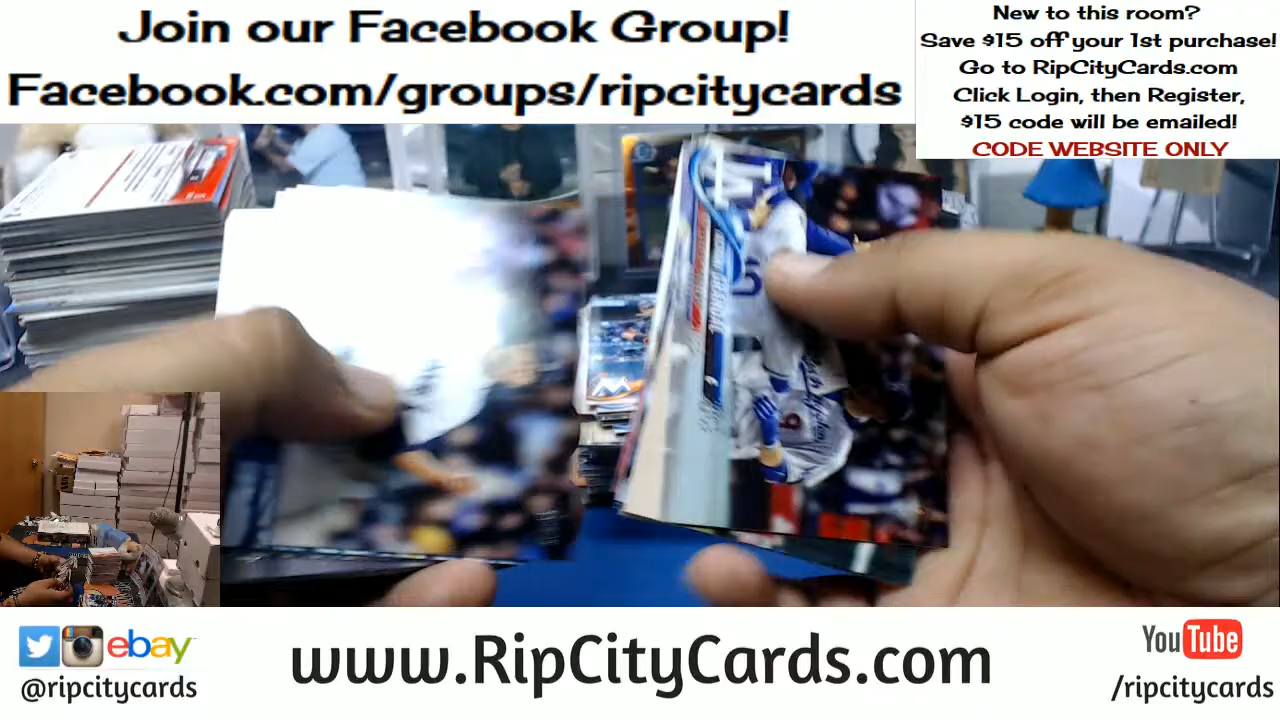 Join our Facebook Group!
Facebook.com/groups/ripcitycards
New to this room?
Save $15 off your 1st purchase!
Go to RipCityCards.com
Click Login, then Register,
$15 code will be emailed!
CODE WEBSITE ONLY
ebay
@ripcitycards
www.RipCityCards.com
YouTube
/ripcitycards